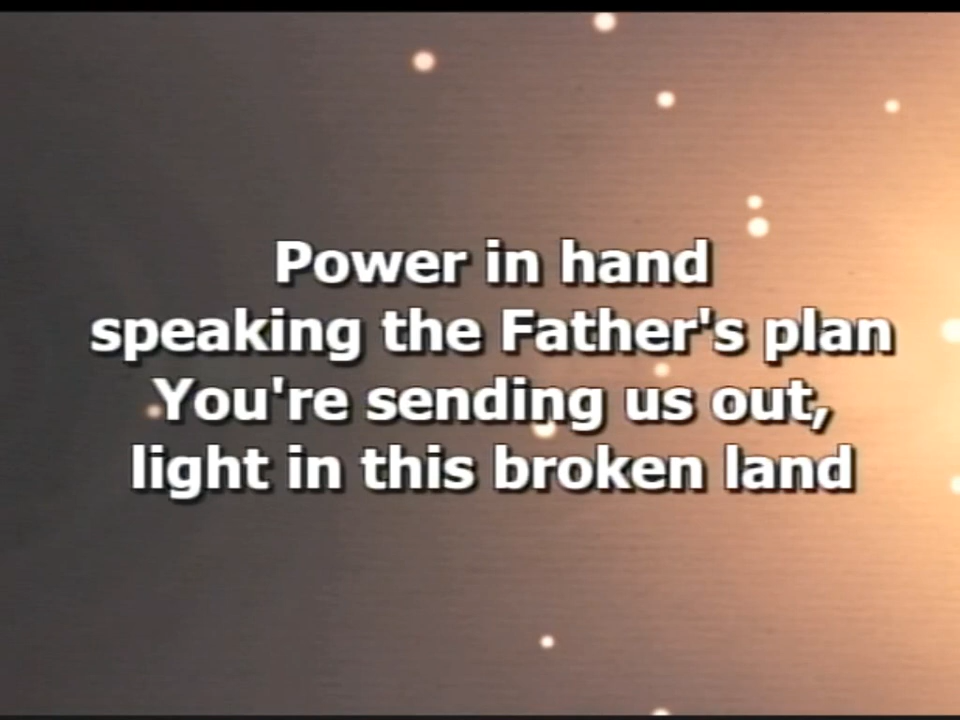 Power in hand
speaking the Father's plan
You're sending us out,
light in this broken land